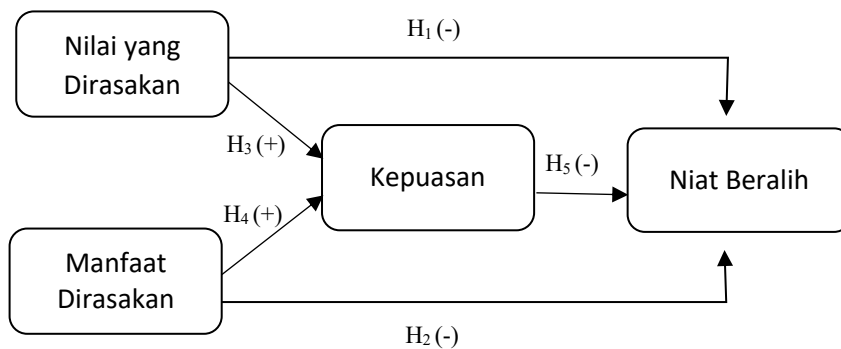 H₁ (-)
Nilai yang
Dirasakan
H₃ (+)
Kepuasan
H₅ (-)
Niat Beralih
H₄ (+)
Manfaat
Dirasakan
H₂ (-)